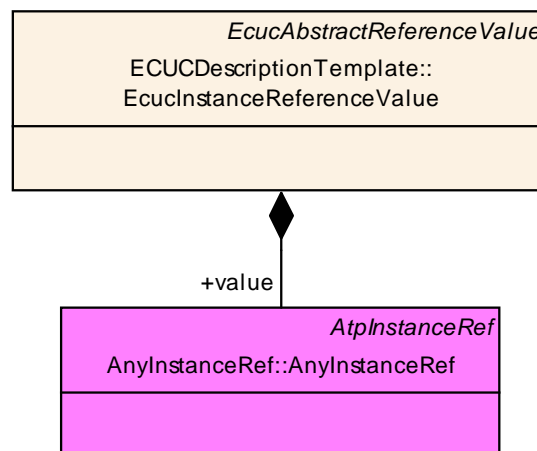 EcucAbstractReferenceValue
ECUCDescriptionTemplate::
EcucInstanceReferenceValue
+value
AtpInstanceRef
AnyInstanceRef::AnyInstanceRef